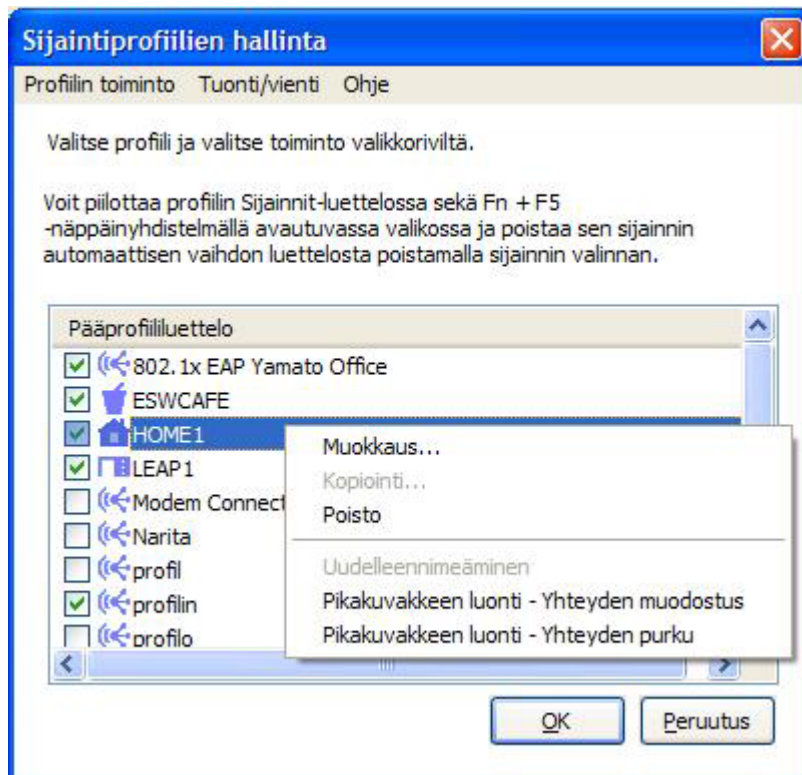 Sijaintiprofiilien hallinta
Profiilin toiminto Tuonti/vienti Ohje
Valitse profiili ja valitse toiminto valikkoriviltä.
Voit piilottaa profiilin Sijainnit-luettelossa sekä Fn + F5
-näppäinyhdistelmällä avautuvassa valikossa ja poistaa sen sijainnin
automaattisen vaihdon luettelosta poistamalla sijainnin valinnan.
Pääprofiililuettelo
802.1x EAP Yamato Office
ESWCAFE
HOME1
LEAP1
Modem Connect
Narita
profil
profilin
profilo
Muokkaus...
Kopiointi...
Poisto
Uudelleennimeäminen
Pikakuvakkeen luonti - Yhteyden muodostus
Pikakuvakkeen luonti - Yhteyden purku
OK Peruutus